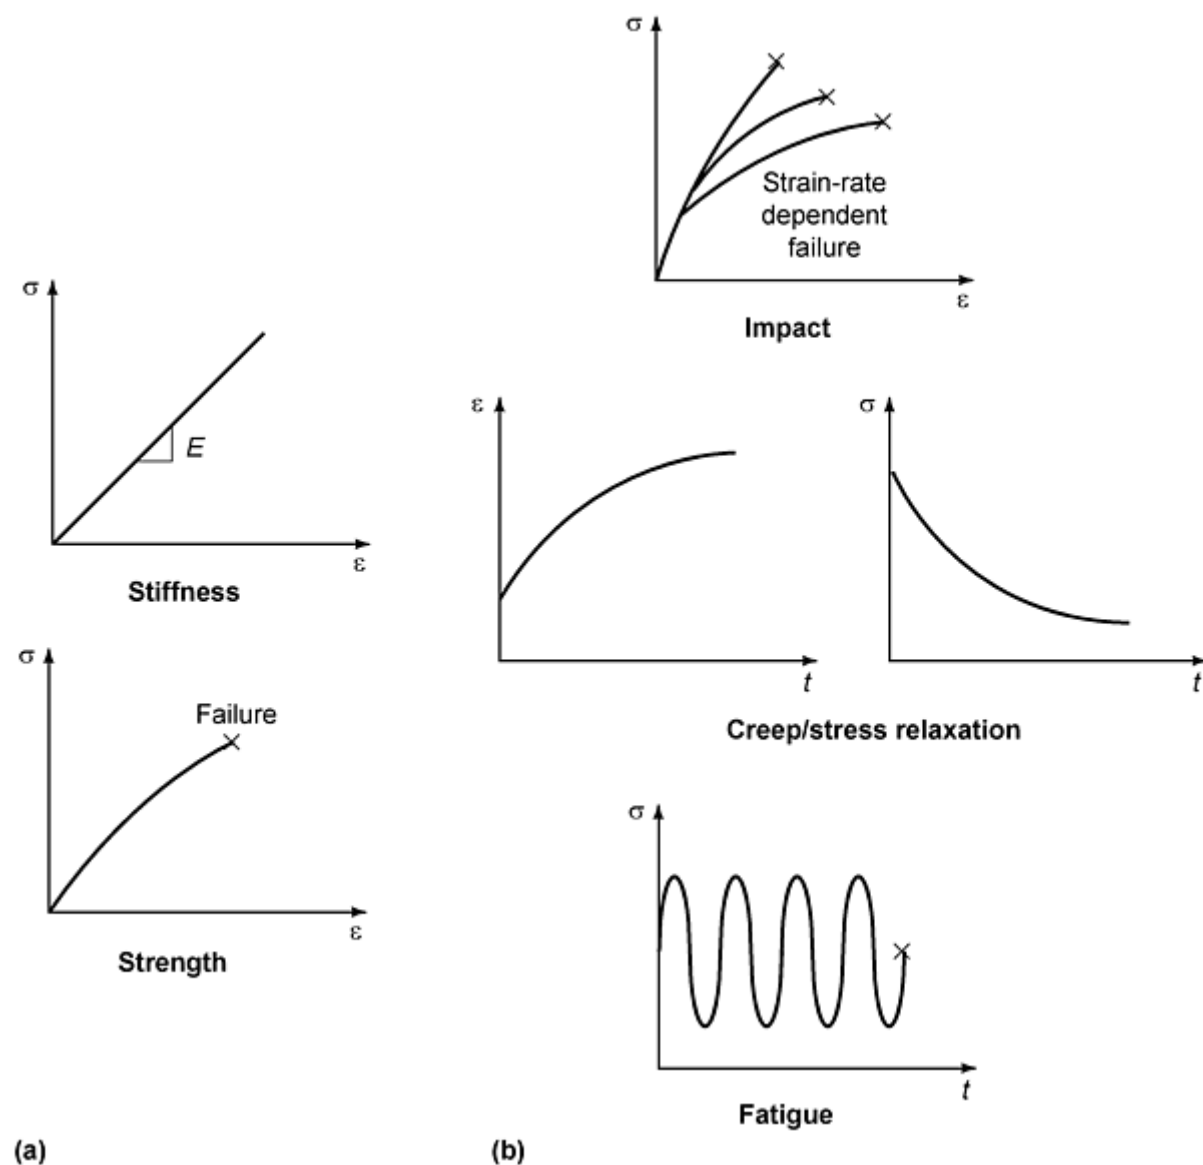 σ
E
ε
Stiffness
σ
Failure
ε
Strength
(a)
σ
Strain-rate
dependent
failure
ε
Impact
ε
t
σ
t
Creep/stress relaxation
σ
t
Fatigue
(b)